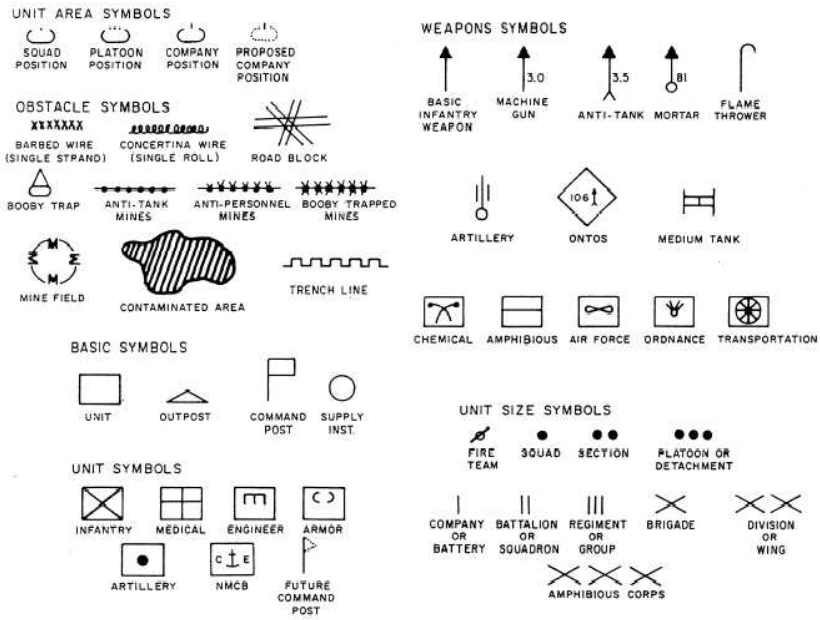 UNIT AREA SYMBOLS
SQUAD POSITION
PLATOON POSITION
COMPANY POSITION
PROPOSED COMPANY POSITION
OBSTACLE SYMBOLS
BARBED WIRE (SINGLE STRAND)
CONCERTINA WIRE (SINGLE ROLL)
ROAD BLOCK
BOOBY TRAP
ANTI-TANK MINES
ANTI-PERSONNEL MINES
BOOBY TRAPPED MINES
M
M
M
M
MINE FIELD
CONTAMINATED AREA
TRENCH LINE
BASIC SYMBOLS
UNIT
OUTPOST
COMMAND POST
SUPPLY INST.
UNIT SYMBOLS
INFANTRY
MEDICAL
ENGINEER
ARMOR
ARTILLERY
C E
NMCB
FUTURE COMMAND POST
WEAPONS SYMBOLS
BASIC INFANTRY WEAPON
3.0
MACHINE GUN
3.5
ANTI-TANK
81
MORTAR
FLAME THROWER
ARTILLERY
106
ONTOS
MEDIUM TANK
CHEMICAL
AMPHIBIOUS
AIR FORCE
ORDNANCE
TRANSPORTATION
UNIT SIZE SYMBOLS
FIRE TEAM
SQUAD
SECTION
PLATOON OR DETACHMENT
COMPANY OR BATTERY
BATTALION OR SQUADRON
REGIMENT OR GROUP
BRIGADE
DIVISION OR WING
AMPHIBIOUS CORPS